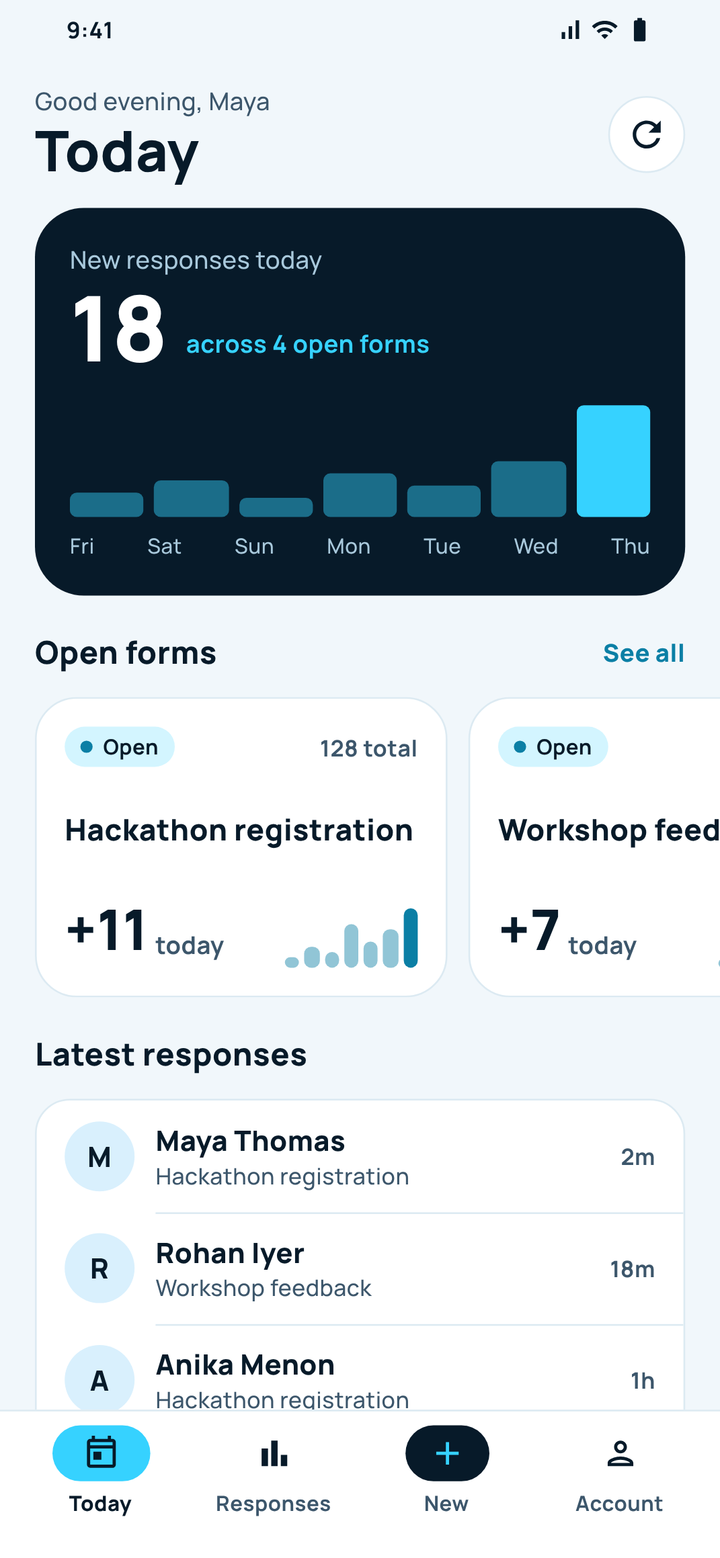 9:41
Good evening, Maya
Today
New responses today
18 across 4 open forms
Fri Sat Sun Mon Tue Wed Thu
Open forms See all
Open 128 total
Hackathon registration
+11 today
Open
Workshop feed
+7 today
Latest responses
M
Maya Thomas
Hackathon registration
2m
R
Rohan Iyer
Workshop feedback
18m
A
Anika Menon
Hackathon registration
1h
Today Responses New Account